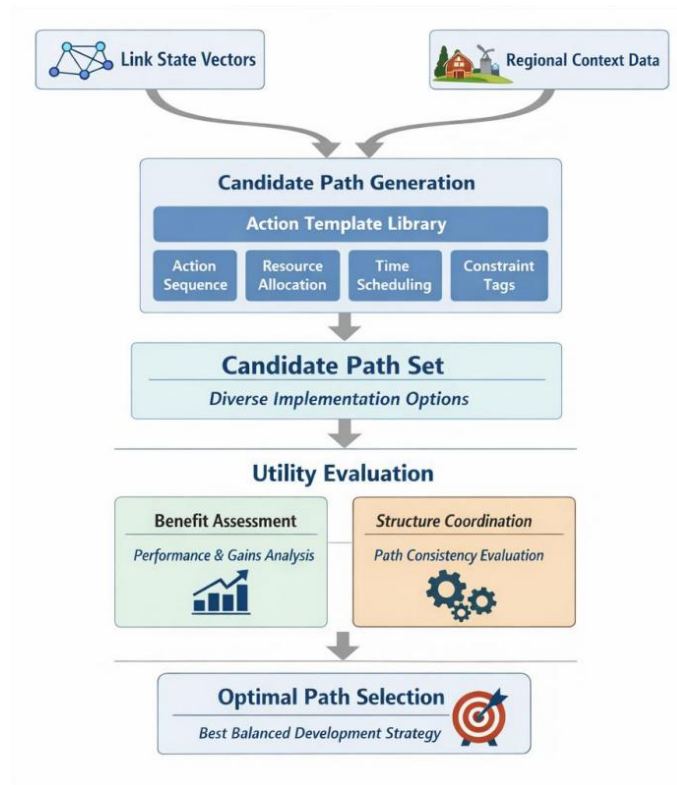 Link State Vectors
Regional Context Data
Candidate Path Generation
Action Template Library
Action
Sequence
Resource
Allocation
Time
Scheduling
Constraint
Tags
Candidate Path Set
Diverse Implementation Options
Utility Evaluation
Benefit Assessment
Performance & Gains Analysis
Structure Coordination
Path Consistency Evaluation
Optimal Path Selection
Best Balanced Development Strategy